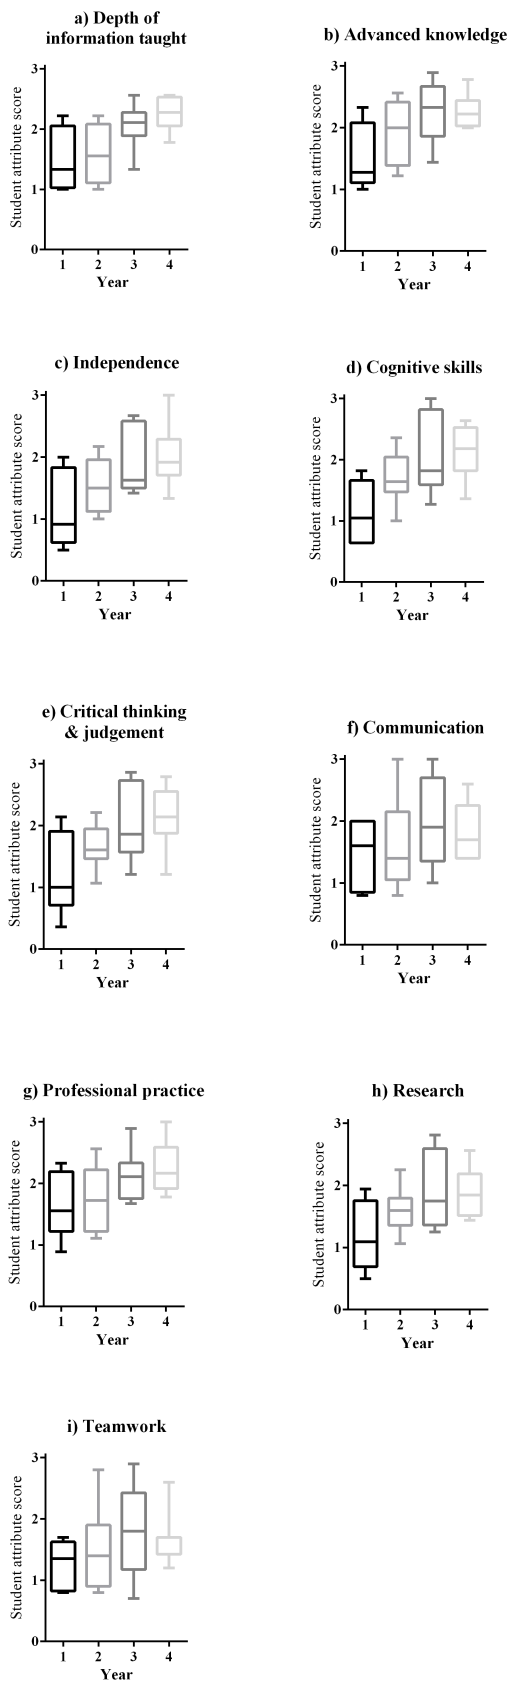 a) Depth of
information taught
Student attribute score
3
2
1
0
1 2 3 4
Year
b) Advanced knowledge
Student attribute score
3
2
1
0
1 2 3 4
Year
c) Independence
Student attribute score
3
2
1
0
1 2 3 4
Year
d) Cognitive skills
Student attribute score
3
2
1
0
1 2 3 4
Year
e) Critical thinking
& judgement
Student attribute score
3
2
1
0
1 2 3 4
Year
f) Communication
Student attribute score
3
2
1
0
1 2 3 4
Year
g) Professional practice
Student attribute score
3
2
1
0
1 2 3 4
Year
h) Research
Student attribute score
3
2
1
0
1 2 3 4
Year
i) Teamwork
Student attribute score
3
2
1
0
1 2 3 4
Year